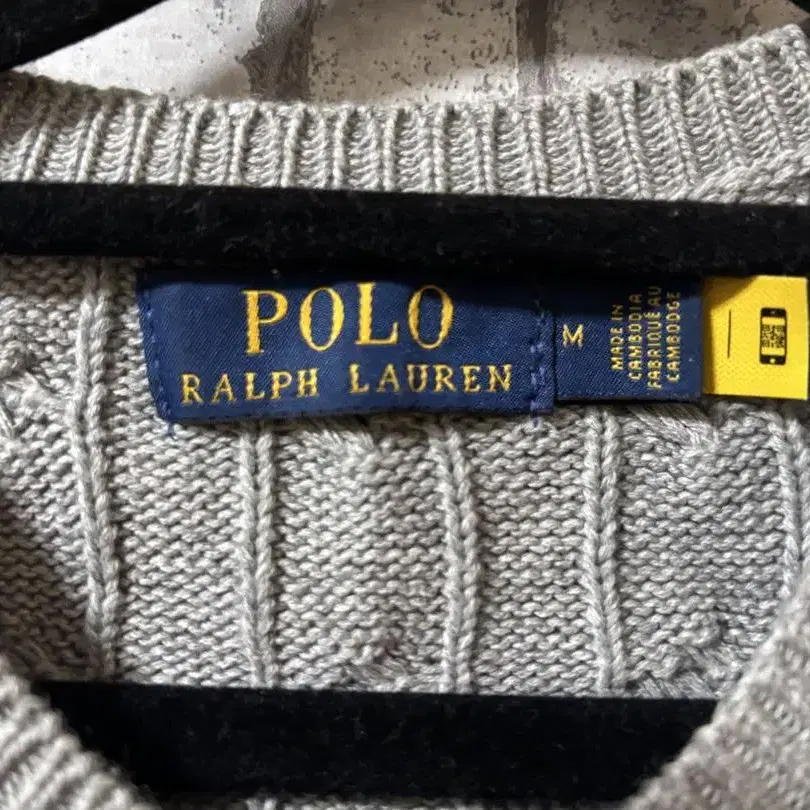 POLO
RALPH LAUREN
M
MADE IN
CAMBODIA
FABRIQUÉ AU
CAMBODGE